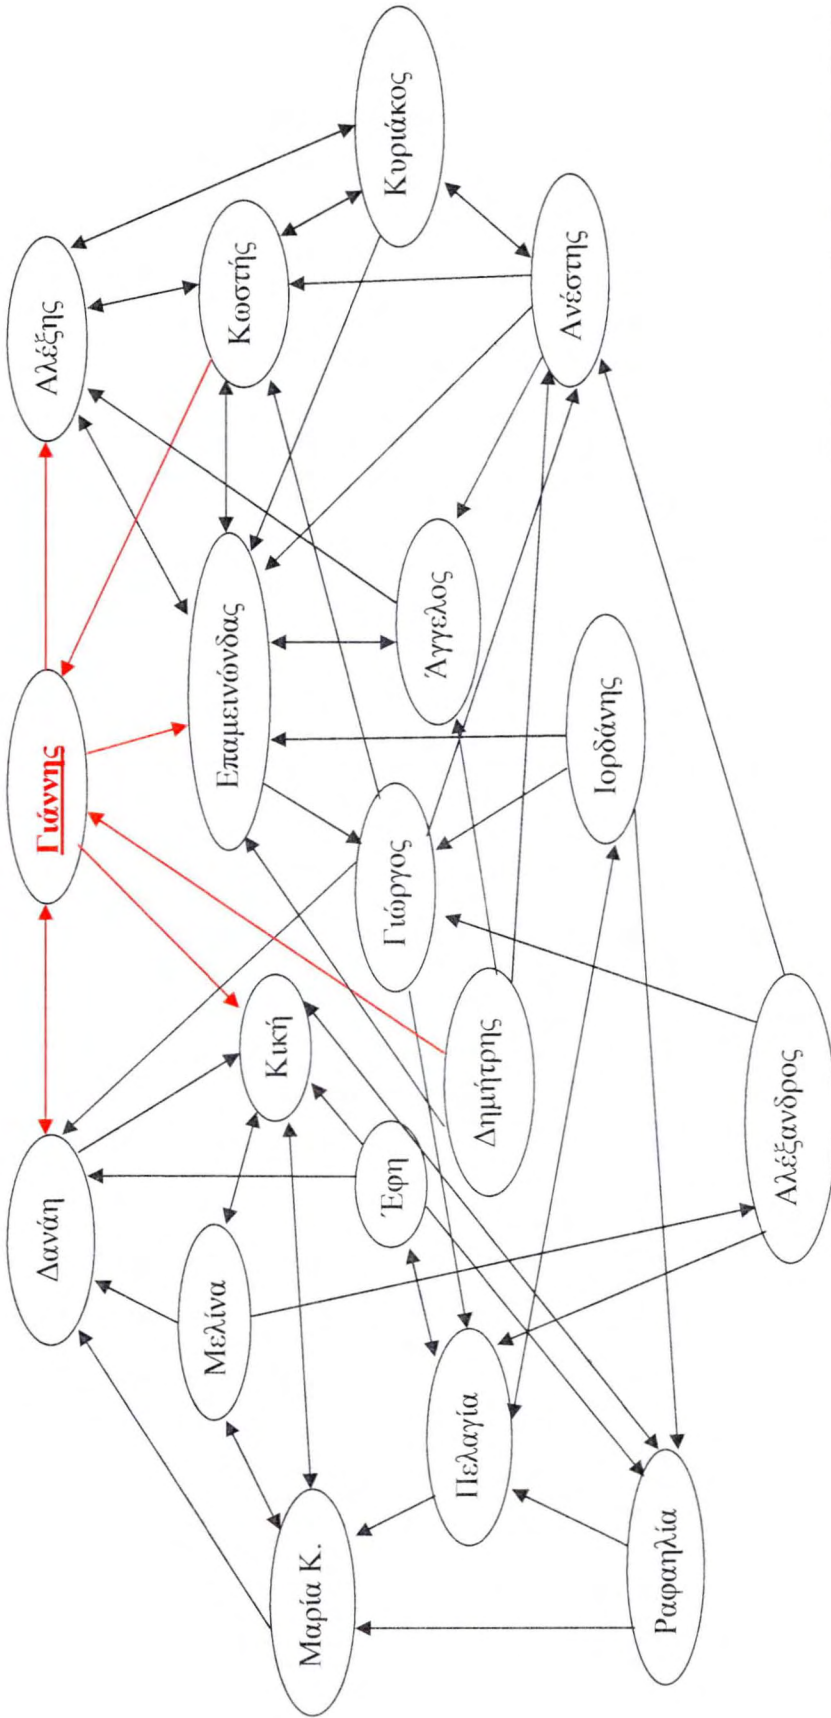 Γιάννης
Δανάη
Αλέξης
Μελίνα
Κική
Επαμεινώνδας
Κωστής
Μαρία Κ.
Έφη
Γιώργος
Άγγελος
Κυριάκος
Πελαγία
Δημήτρης
Ιορδάνης
Ανέστης
Ραφαηλία
Αλέξανδρος